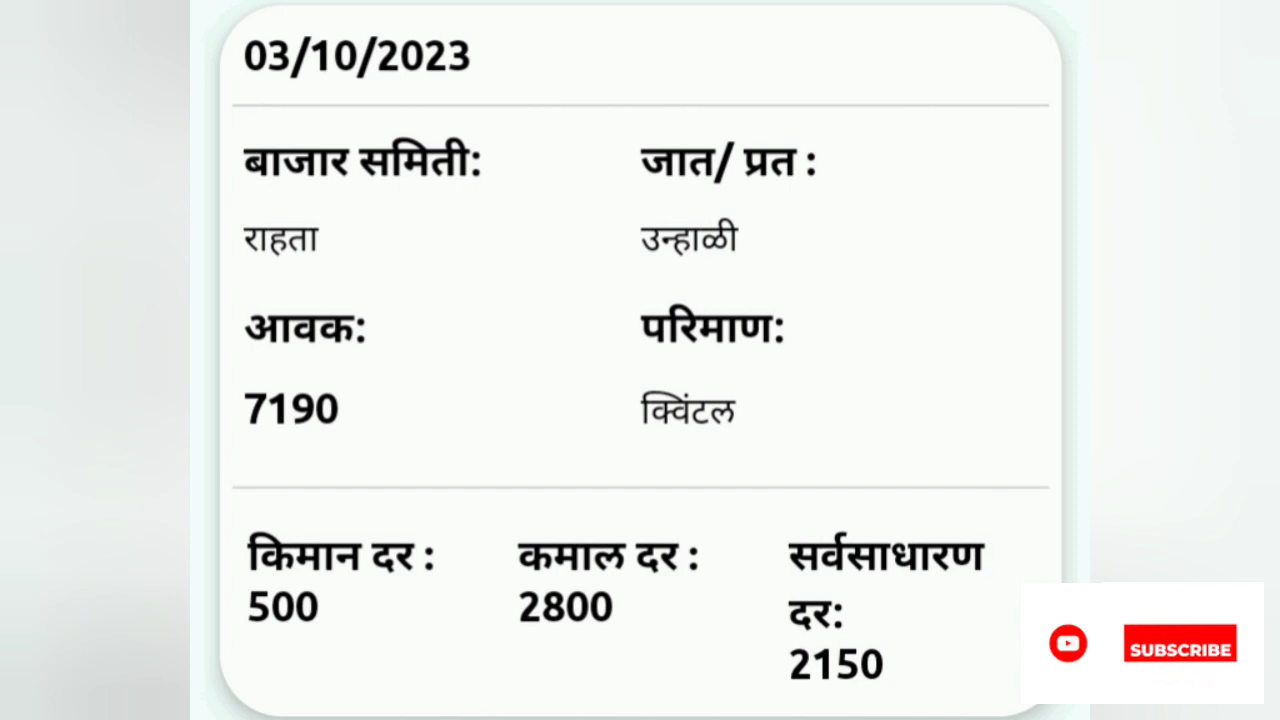 03/10/2023
बाजार समिती:
जात/ प्रत :
राहता
उन्हाळी
आवक:
परिमाण:
7190
क्विंटल
किमान दर :
कमाल दर :
सर्वसाधारण
500
2800
दर:
2150
SUBSCRIBE